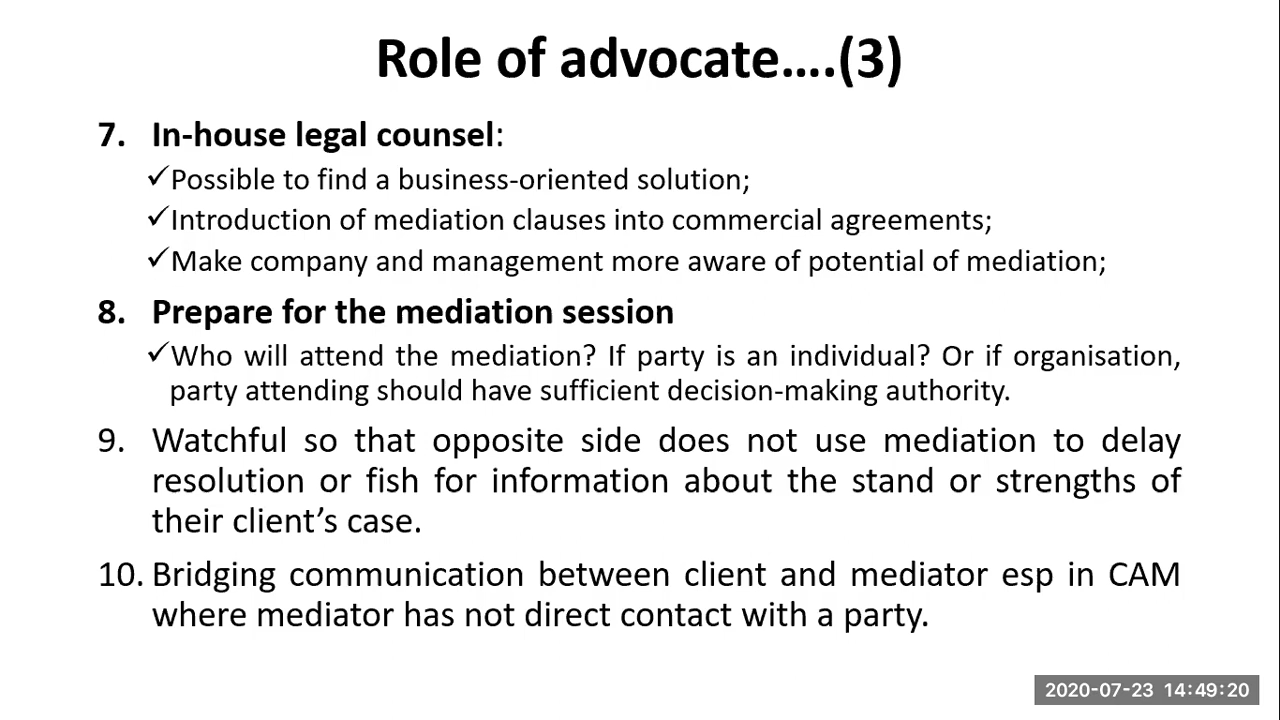 Role of advocate….(3)
7. In-house legal counsel:
✓Possible to find a business-oriented solution;
✓Introduction of mediation clauses into commercial agreements;
✓Make company and management more aware of potential of mediation;
8. Prepare for the mediation session
✓Who will attend the mediation? If party is an individual? Or if organisation,
party attending should have sufficient decision-making authority.
9. Watchful so that opposite side does not use mediation to delay
resolution or fish for information about the stand or strengths of
their client’s case.
10. Bridging communication between client and mediator esp in CAM
where mediator has not direct contact with a party.
2020-07-23 14:49:20